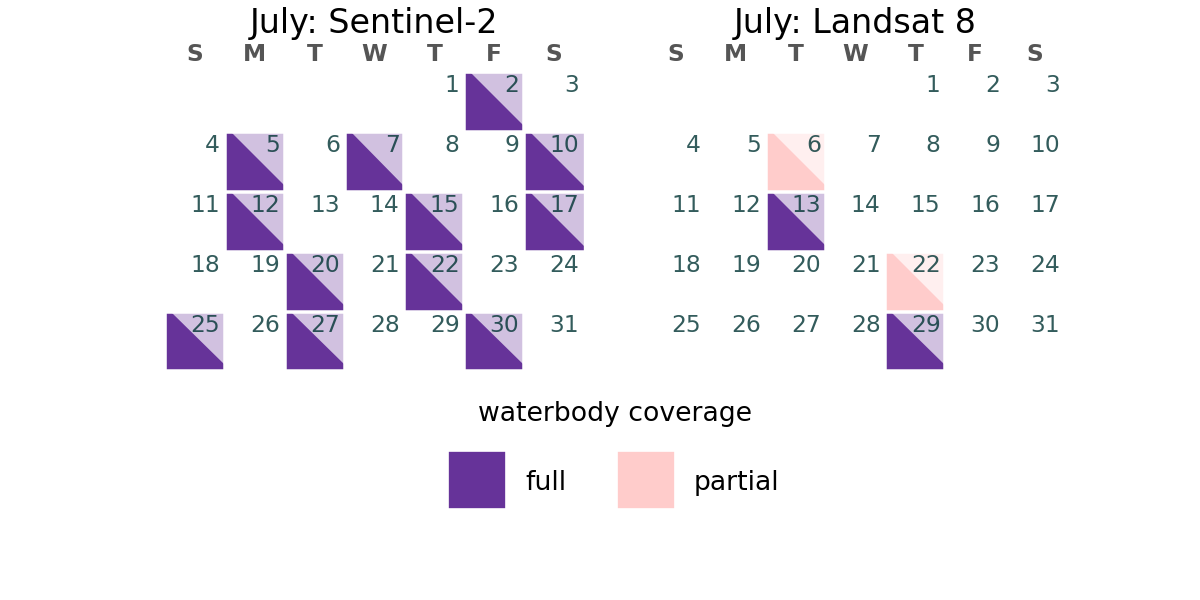 July: Sentinel-2
S M T W T F S
1 2 3
4 5 6 7 8 9 10
11 12 13 14 15 16 17
18 19 20 21 22 23 24
25 26 27 28 29 30 31
July: Landsat 8
S M T W T F S
1 2 3
4 5 6 7 8 9 10
11 12 13 14 15 16 17
18 19 20 21 22 23 24
25 26 27 28 29 30 31
waterbody coverage
full
partial